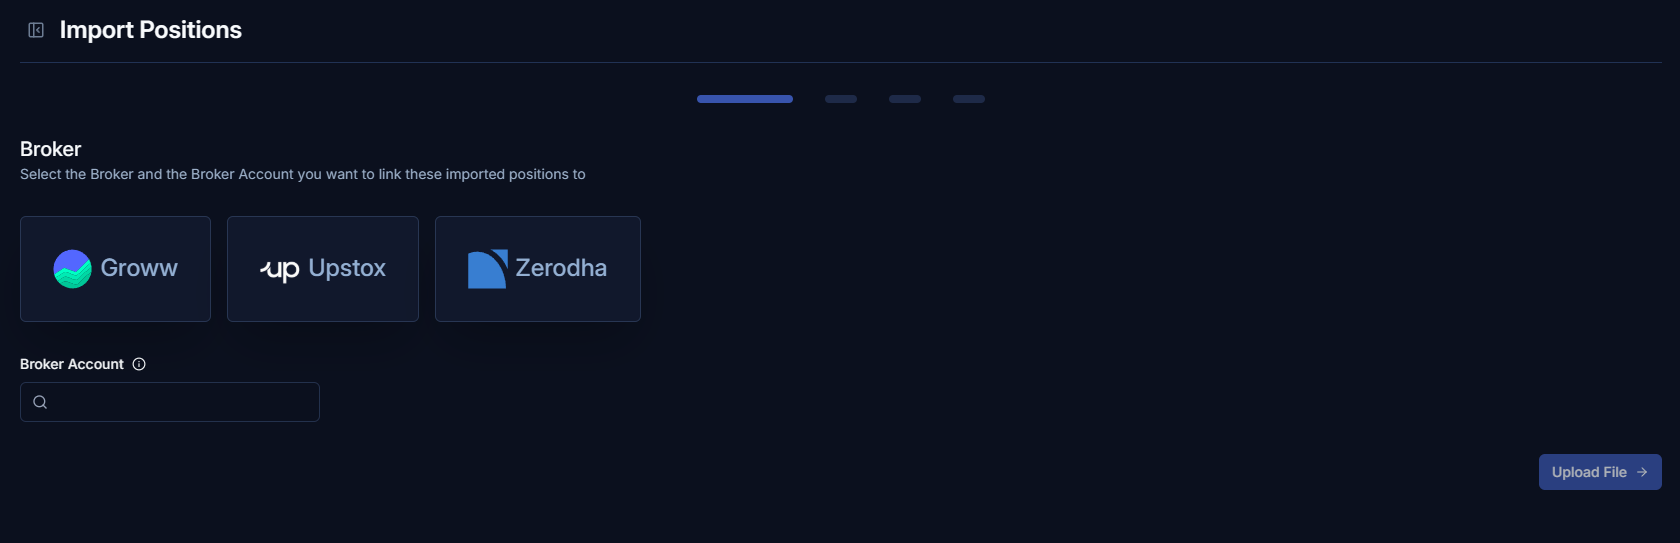 Import Positions
Broker
Select the Broker and the Broker Account you want to link these imported positions to
Groww
up Upstox
Zerodha
Broker Account
Upload File